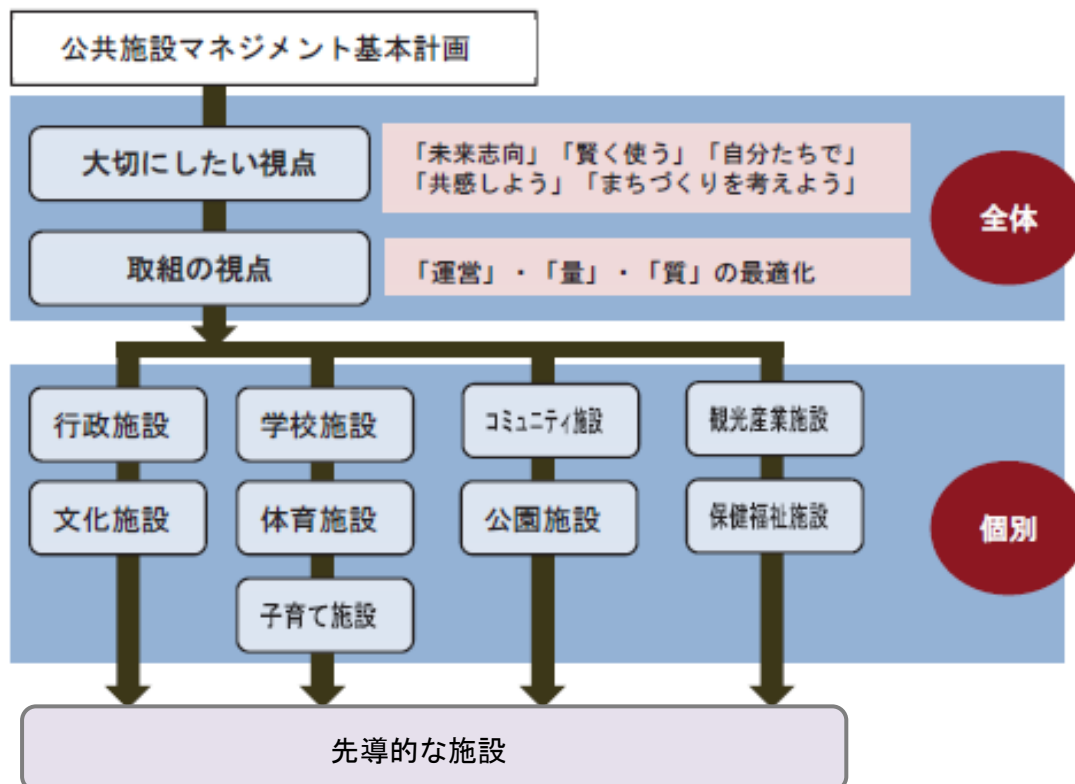 公共施設マネジメント基本計画
大切にしたい視点
「未来志向」「賢く使う」「自分たちで」
「共感しよう」「まちづくりを考えよう」
全体
取組の視点
「運営」・「量」・「質」の最適化
行政施設
学校施設
コミュニティ施設
観光産業施設
文化施設
体育施設
公園施設
保健福祉施設
個別
子育て施設
先導的な施設